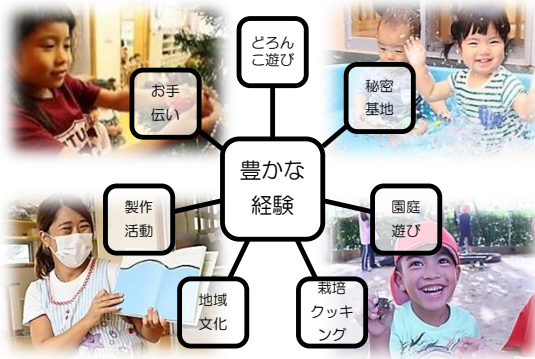 どろん
こ遊び
お手
伝い
秘密
基地
豊かな
経験
製作
活動
園庭
遊び
地域
文化
栽培
クッキ
ング